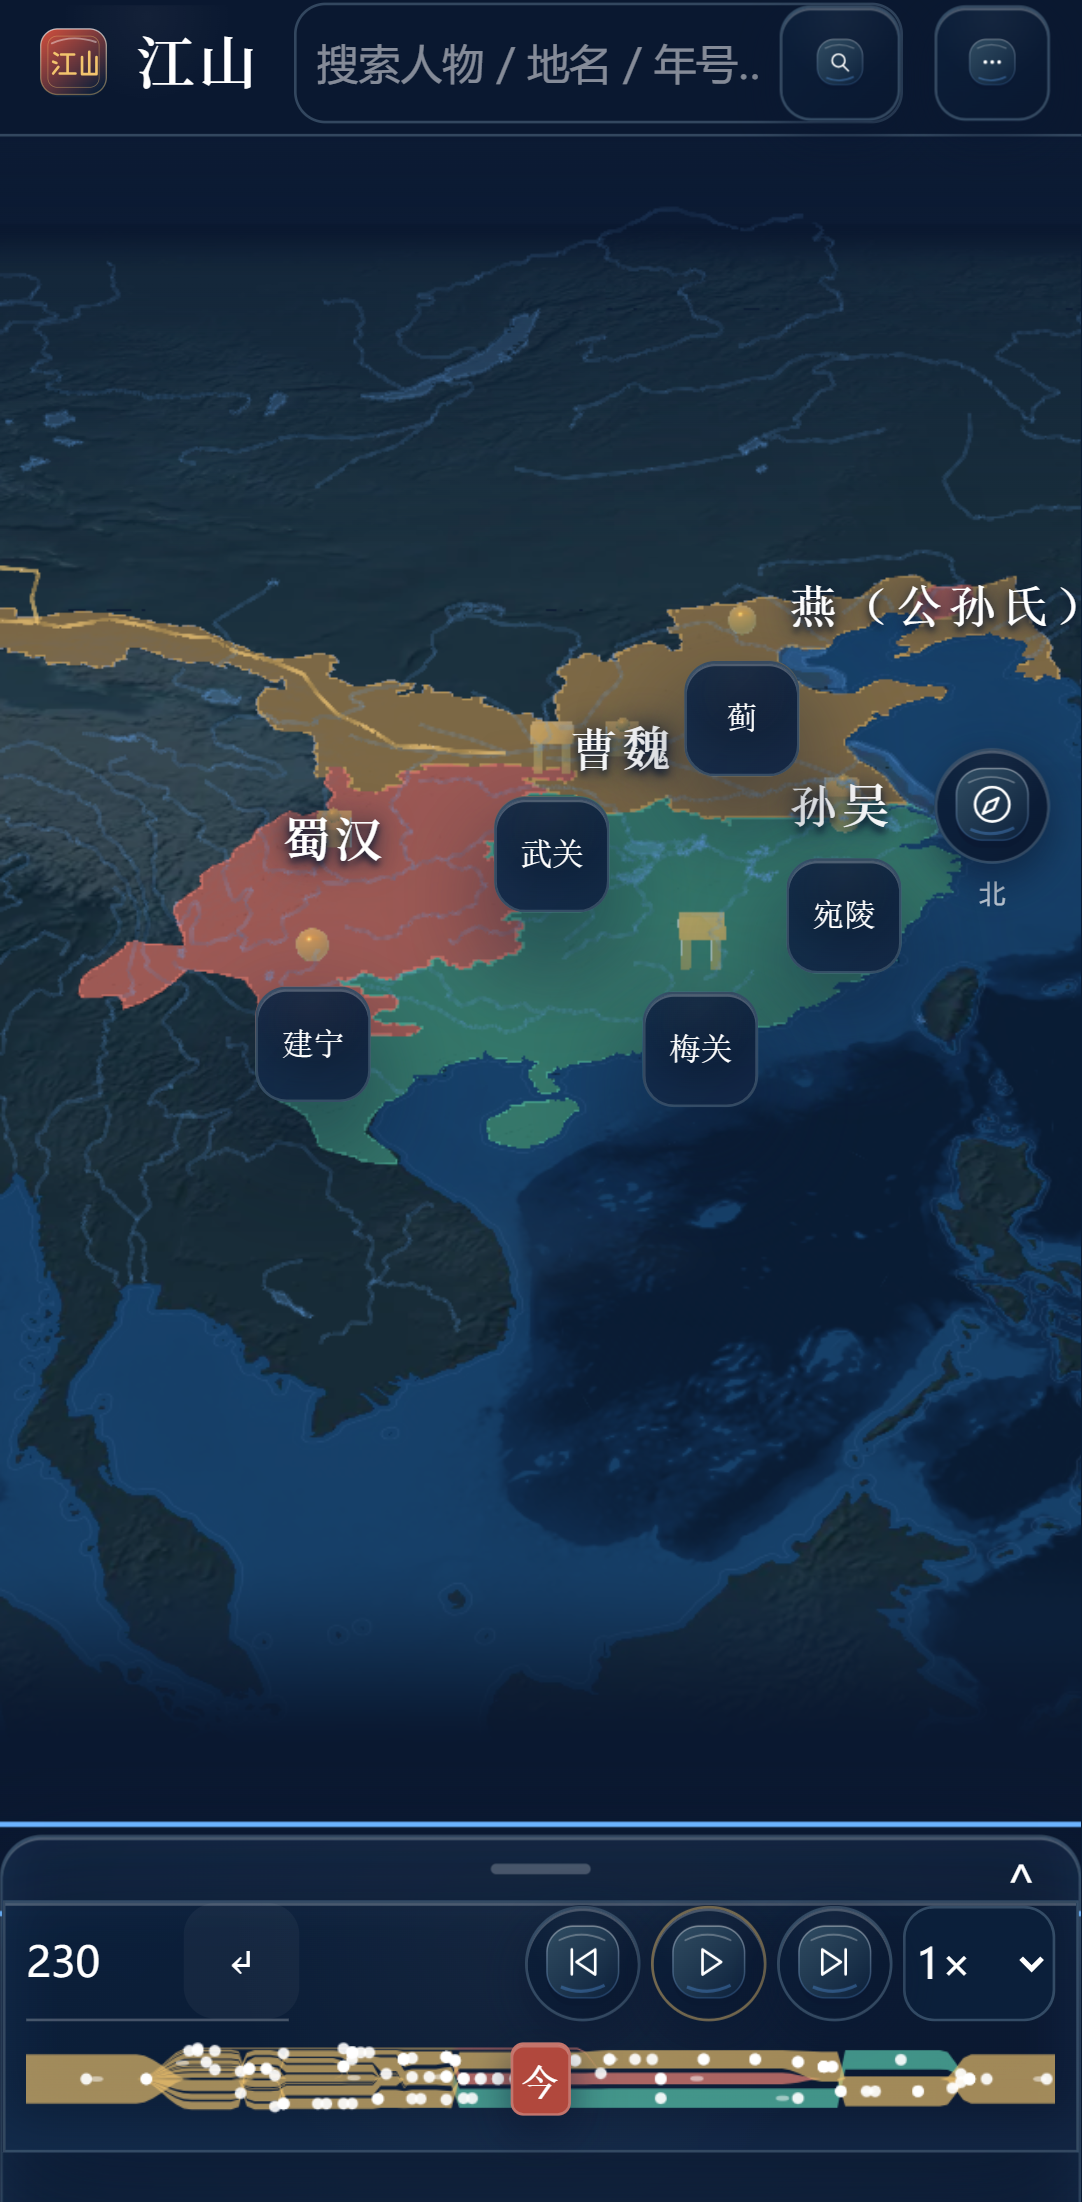 江山 江山 搜索人物 / 地名 / 年号..
燕（公孙氏）
蓟
曹魏
孙吴
蜀汉
武关
北
宛陵
建宁
梅关
^
230 1×
今